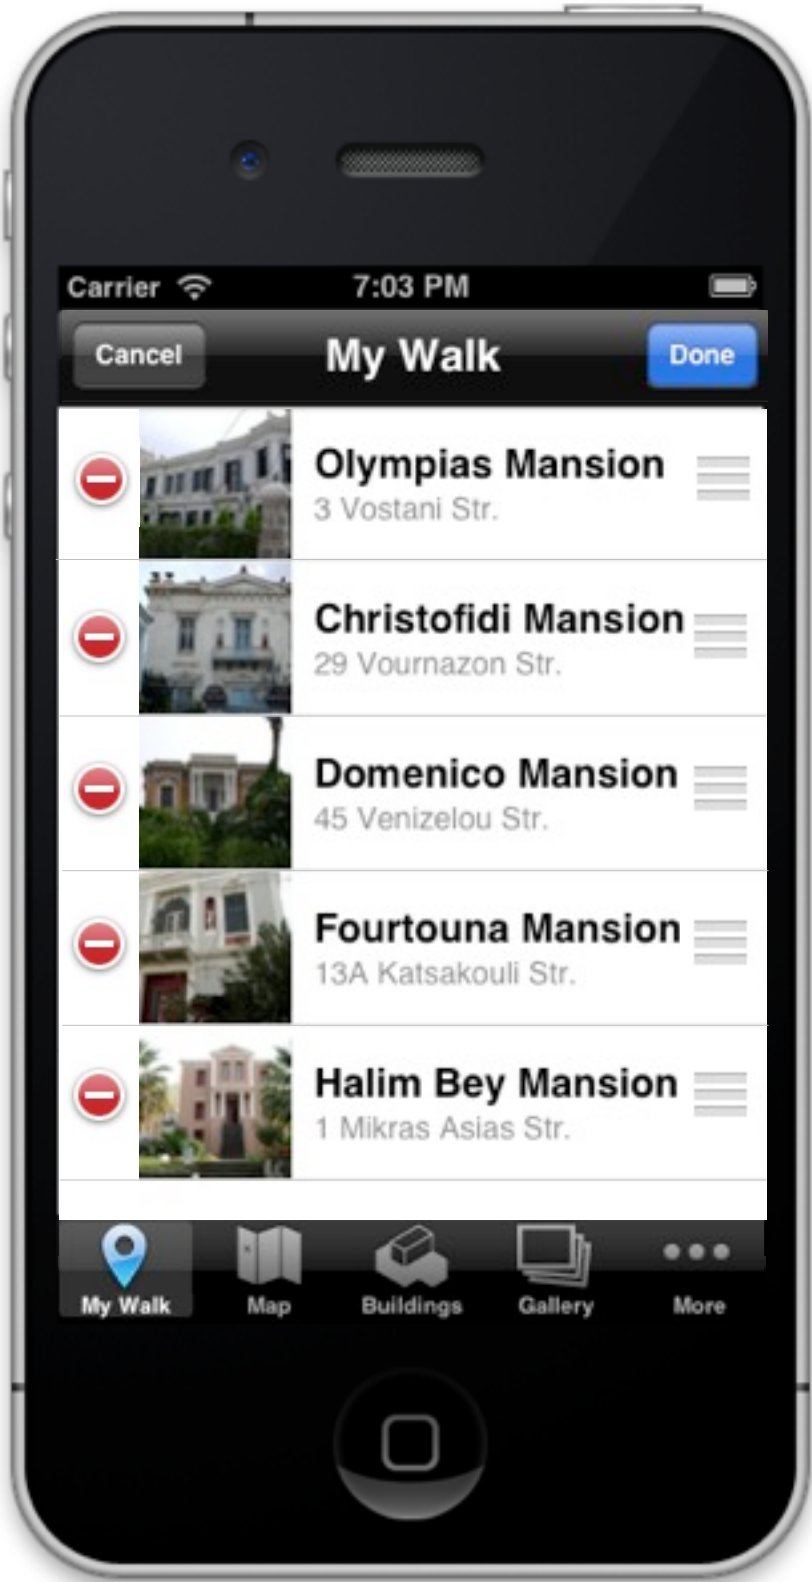 Carrier 7:03 PM
Cancel My Walk Done
Olympias Mansion
3 Vostani Str.
Christofidi Mansion
29 Vournazon Str.
Domenico Mansion
45 Venizelou Str.
Fourtouna Mansion
13A Katsakouli Str.
Halim Bey Mansion
1 Mikras Asias Str.
My Walk Map Buildings Gallery More